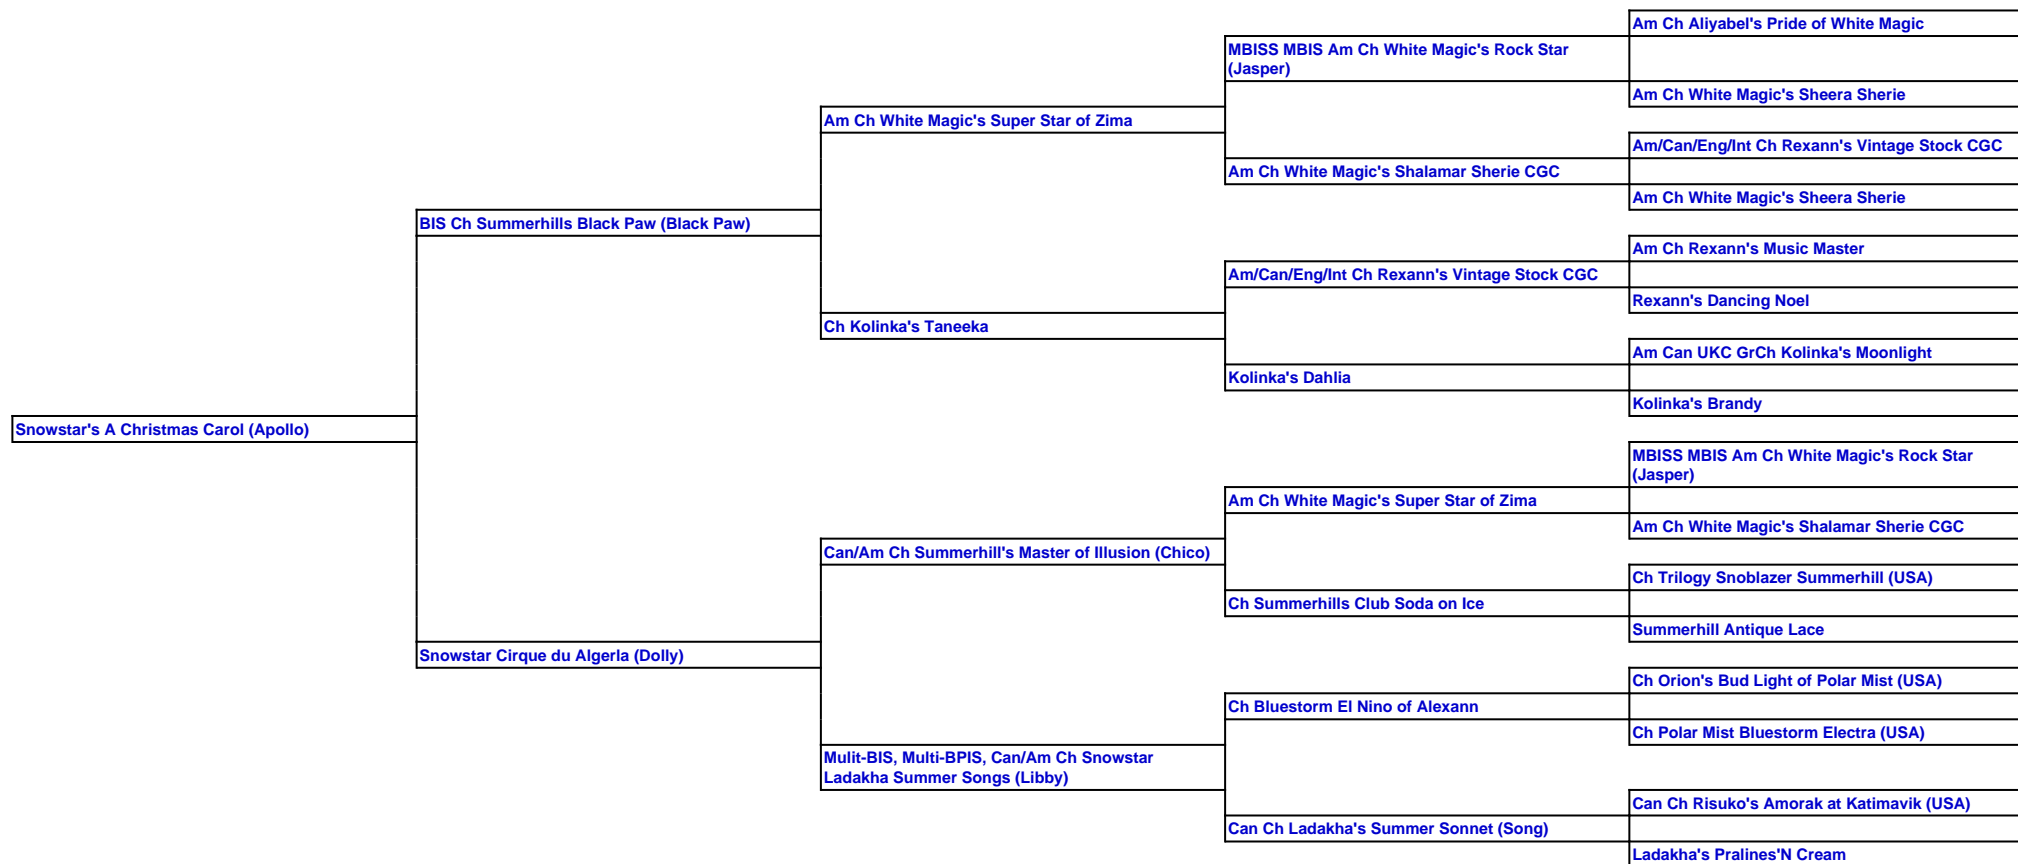 Am Ch Aliyabel's Pride of White Magic
MBISS MBIS Am Ch White Magic's Rock Star
(Jasper)
Am Ch White Magic's Sheera Sherie
Am Ch White Magic's Super Star of Zima
Am/Can/Eng/Int Ch Rexann's Vintage Stock CGC
Am Ch White Magic's Shalamar Sherie CGC
Am Ch White Magic's Sheera Sherie
BIS Ch Summerhills Black Paw (Black Paw)
Am Ch Rexann's Music Master
Am/Can/Eng/Int Ch Rexann's Vintage Stock CGC
Rexann's Dancing Noel
Ch Kolinka's Taneeka
Am Can UKC GrCh Kolinka's Moonlight
Kolinka's Dahlia
Kolinka's Brandy
Snowstar's A Christmas Carol (Apollo)
MBISS MBIS Am Ch White Magic's Rock Star
(Jasper)
Am Ch White Magic's Super Star of Zima
Am Ch White Magic's Shalamar Sherie CGC
Can/Am Ch Summerhill's Master of Illusion (Chico)
Ch Trilogy Snoblazer Summerhill (USA)
Ch Summerhills Club Soda on Ice
Summerhill Antique Lace
Snowstar Cirque du AlgerIa (Dolly)
Ch Orion's Bud Light of Polar Mist (USA)
Ch Bluestorm El Nino of Alexann
Ch Polar Mist Bluestorm Electra (USA)
Mulit-BIS, Multi-BPIS, Can/Am Ch Snowstar
Ladakha Summer Songs (Libby)
Can Ch Risuko's Amorak at Katimavik (USA)
Can Ch Ladakha's Summer Sonnet (Song)
Ladakha's Pralines'N Cream